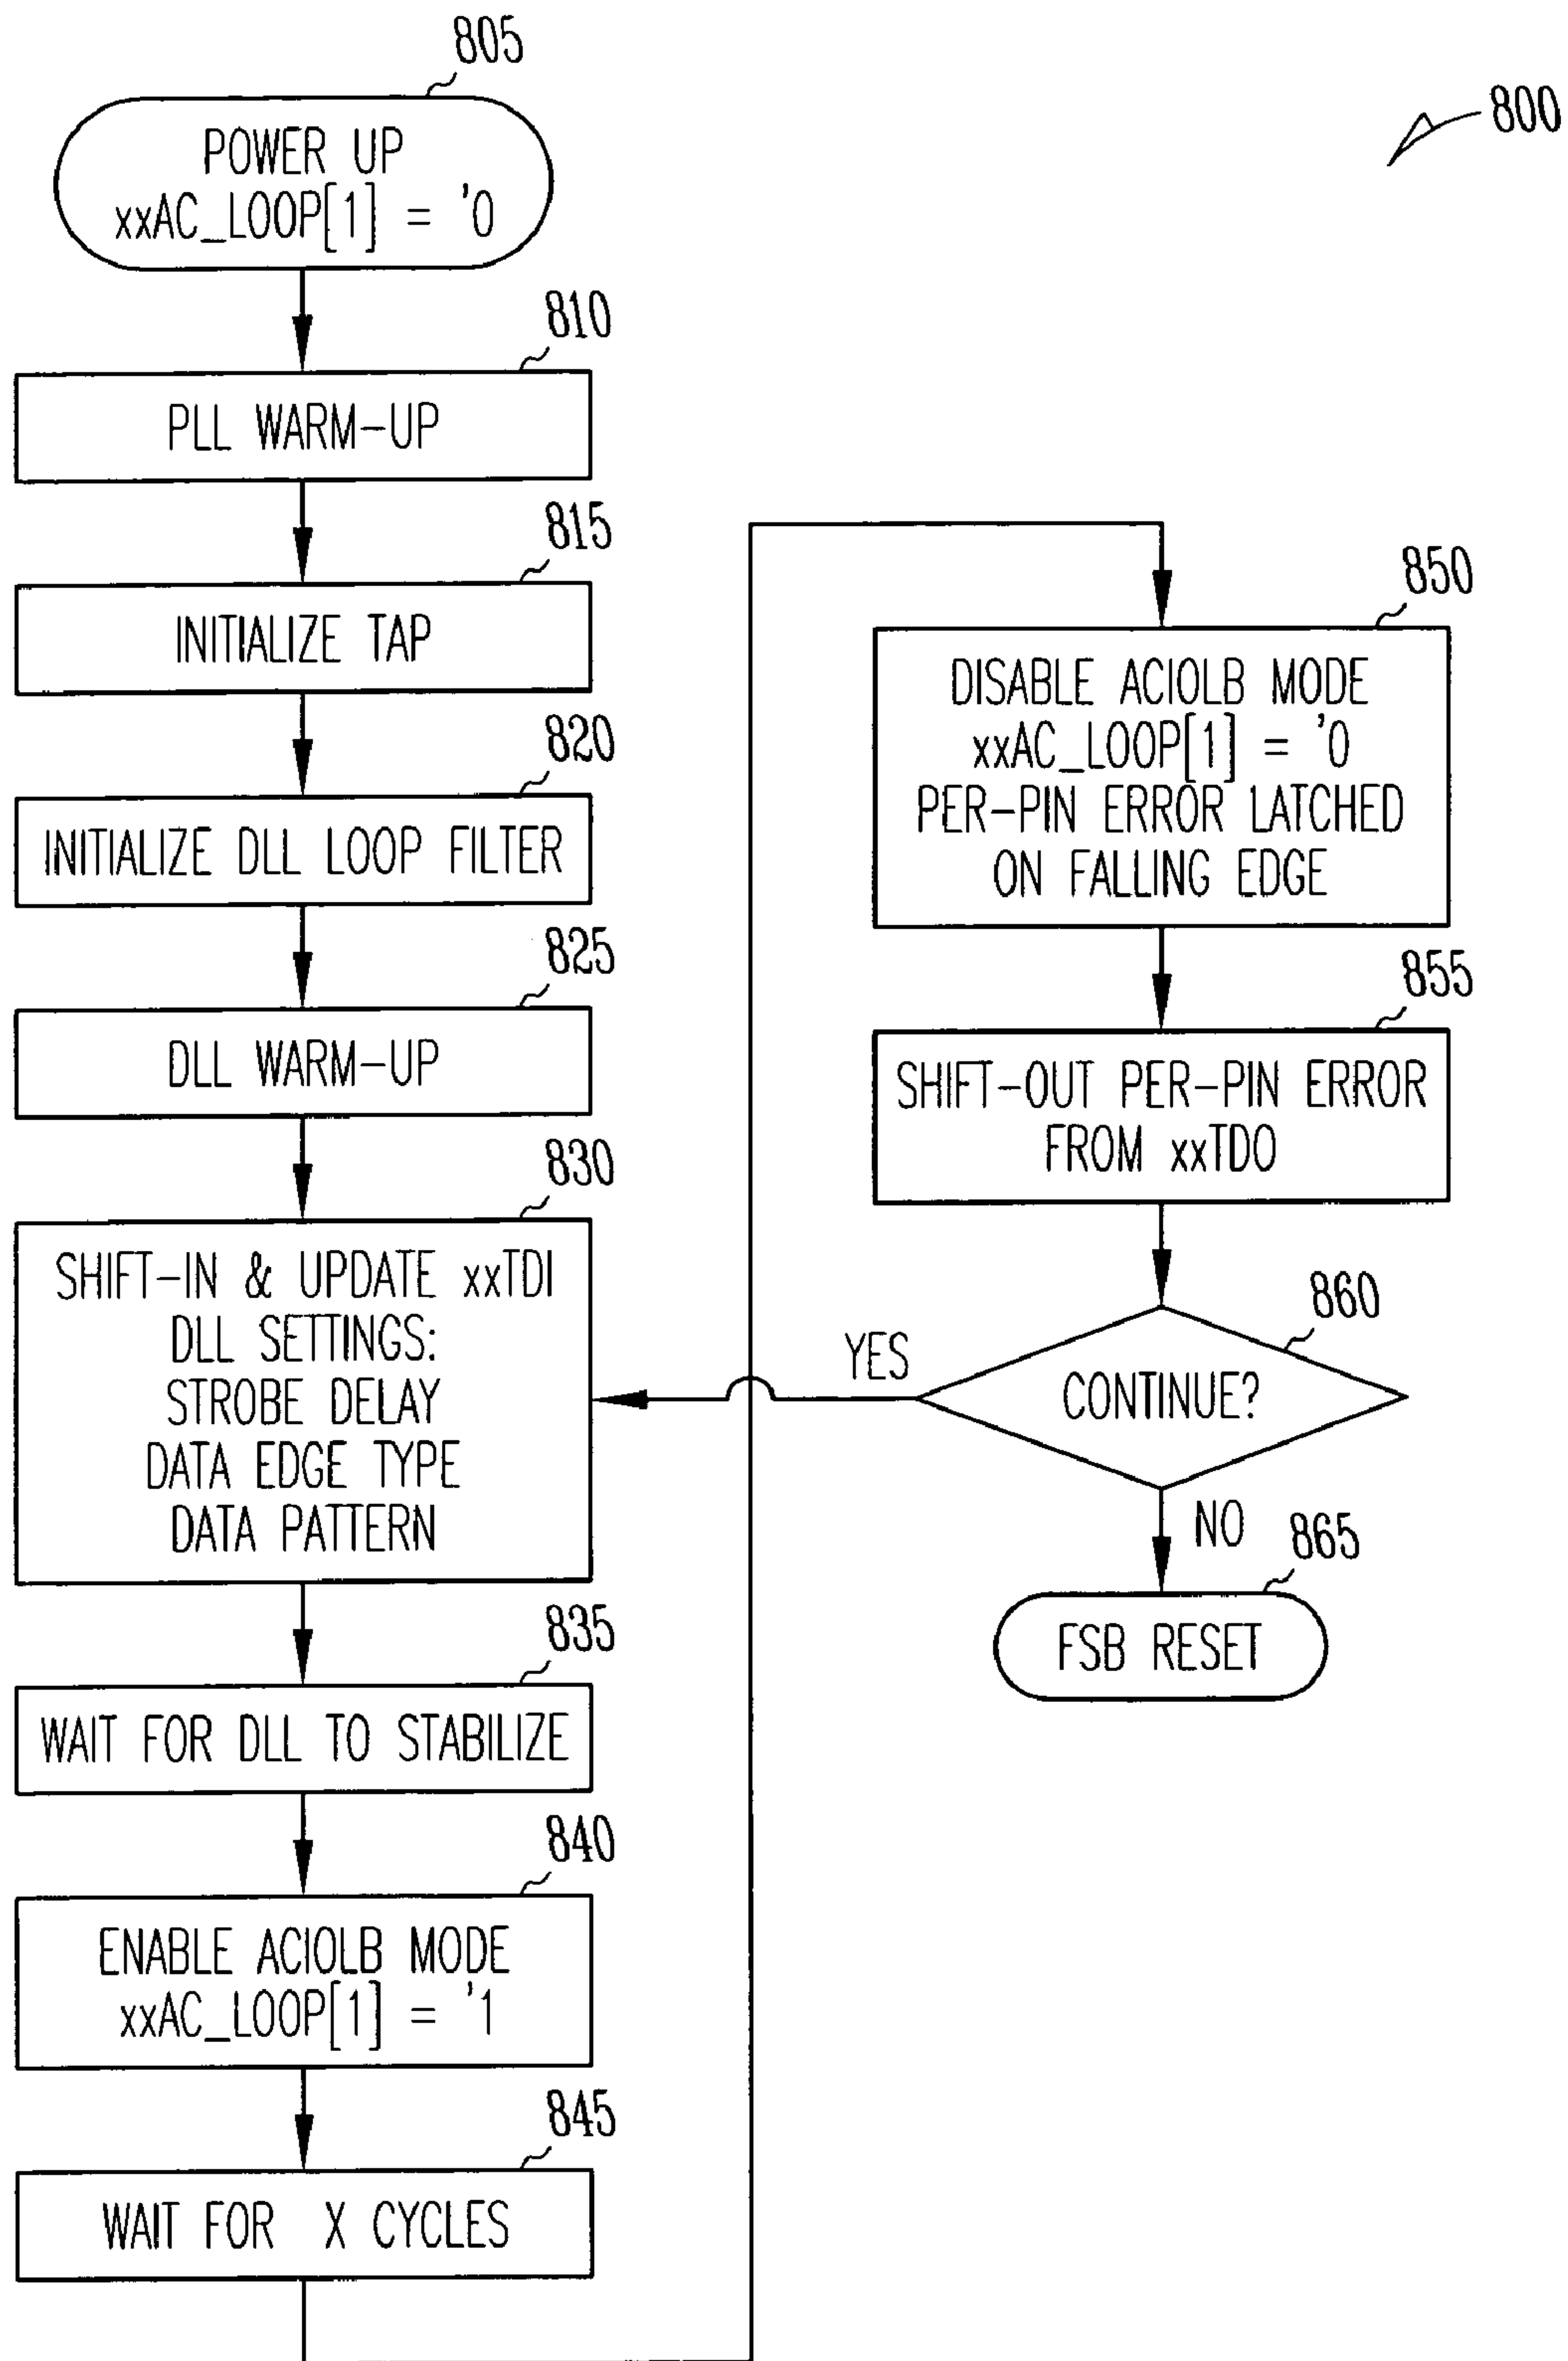 800
805
POWER UP
xxAC_LOOP[1] = '0
810
PLL WARM-UP
815
INITIALIZE TAP
820
INITIALIZE DLL LOOP FILTER
825
DLL WARM-UP
830
SHIFT-IN & UPDATE xxTDI
DLL SETTINGS:
STROBE DELAY
DATA EDGE TYPE
DATA PATTERN
835
WAIT FOR DLL TO STABILIZE
840
ENABLE ACIOLB MODE
xxAC_LOOP[1] = '1
845
WAIT FOR X CYCLES
850
DISABLE ACIOLB MODE
xxAC_LOOP[1] = '0
PER-PIN ERROR LATCHED
ON FALLING EDGE
855
SHIFT-OUT PER-PIN ERROR
FROM xxTDO
860
CONTINUE?
YES
NO
865
FSB RESET